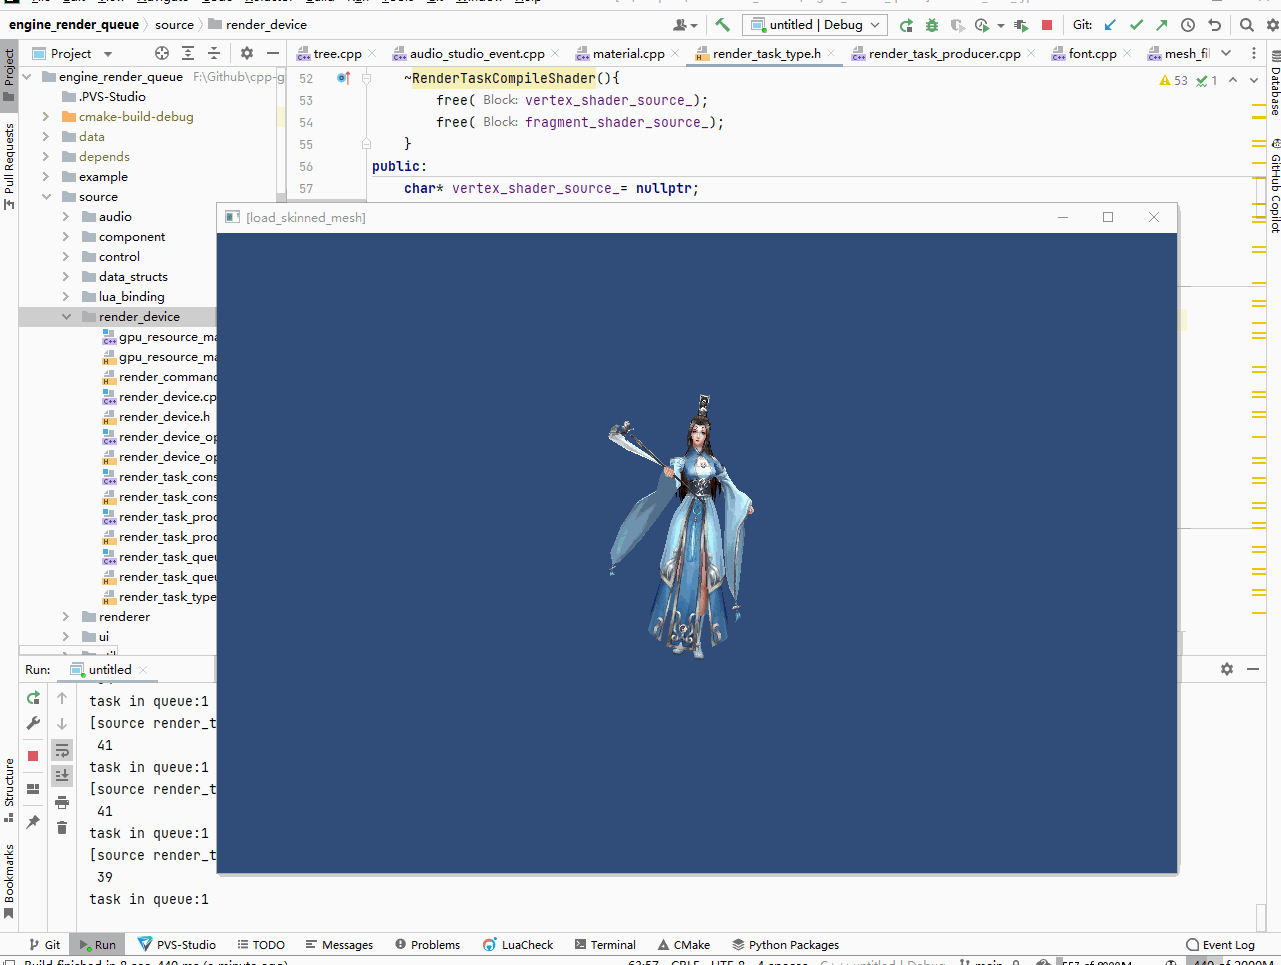 engine_render_queue
source
render_device
untitled | Debug
Git:
Project
tree.cpp
audio_studio_event.cpp
material.cpp
render_task_type.h
render_task_producer.cpp
font.cpp
mesh_fil
engine_render_queue F:\Github\cpp-g
.PVS-Studio
cmake-build-debug
data
depends
example
source
audio
component
control
data_structs
lua_binding
render_device
gpu_resource_ma
gpu_resource_ma
render_command
render_device.cp
render_device.h
render_device_op
render_device_op
render_task_cons
render_task_cons
render_task_proc
render_task_proc
render_task_queu
render_task_queu
render_task_type
renderer
ui
52 ~RenderTaskCompileShader(){
53 free( Block: vertex_shader_source_);
54 free( Block: fragment_shader_source_);
55 }
56 public:
57 char* vertex_shader_source_= nullptr;
53
1
[load_skinned_mesh]
Project
Pull Requests
Structure
Bookmarks
Database
GitHub Copilot
Run:
untitled
task in queue:1
[source render_t
41
task in queue:1
[source render_t
41
task in queue:1
[source render_t
39
task in queue:1
Git
Run
PVS-Studio
TODO
Messages
Problems
LuaCheck
Terminal
CMake
Python Packages
Event Log